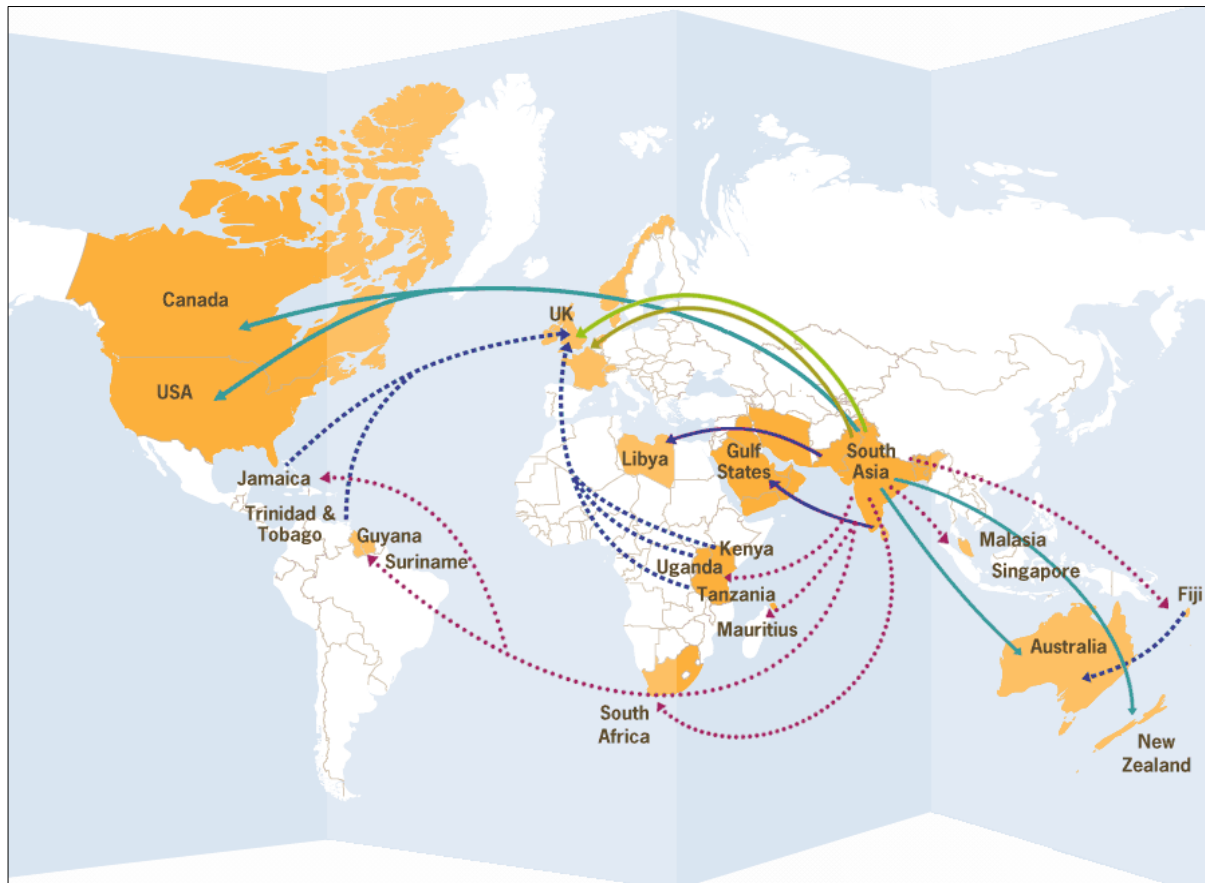 Canada
UK
USA
Libya
Gulf
States
South
Asia
Jamaica
Trinidad &
Tobago
Guyana
Suriname
Kenya
Uganda
Tanzania
Mauritius
Malasia
Singapore
Fiji
Australia
South
Africa
New
Zealand